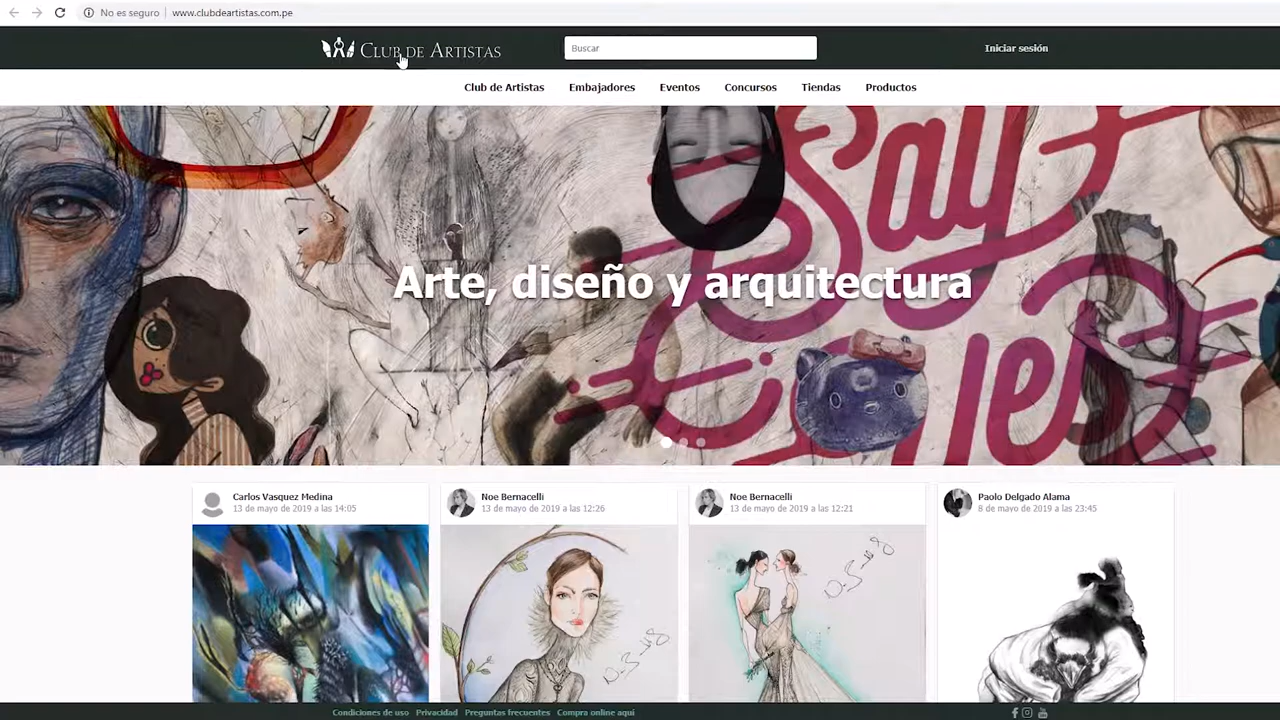 No es seguro
www.clubdeartistas.com.pe
CLUB DE ARTISTAS
Buscar
Iniciar sesión
Club de Artistas Embajadores Eventos Concursos Tiendas Productos
Say
Arte, diseño y arquitectura
Carlos Vasquez Medina
13 de mayo de 2019 a las 14:05
Noe Bernacelli
13 de mayo de 2019 a las 12:26
Noe Bernacelli
13 de mayo de 2019 a las 12:21
Paolo Delgado Alama
8 de mayo de 2019 a las 23:45
Condiciones de uso Privacidad Preguntas frecuentes Compra online aqui